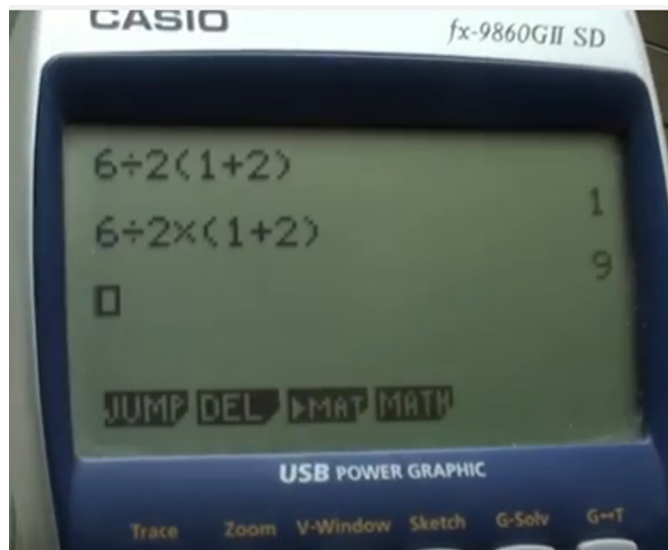 CASIO
fx-9860GII SD
6÷2(1+2)
1
6÷2×(1+2)
9
JUMP DEL ▶MAT MATH
USB POWER GRAPHIC
Trace Zoom V-Window Sketch G-Solv G↔T